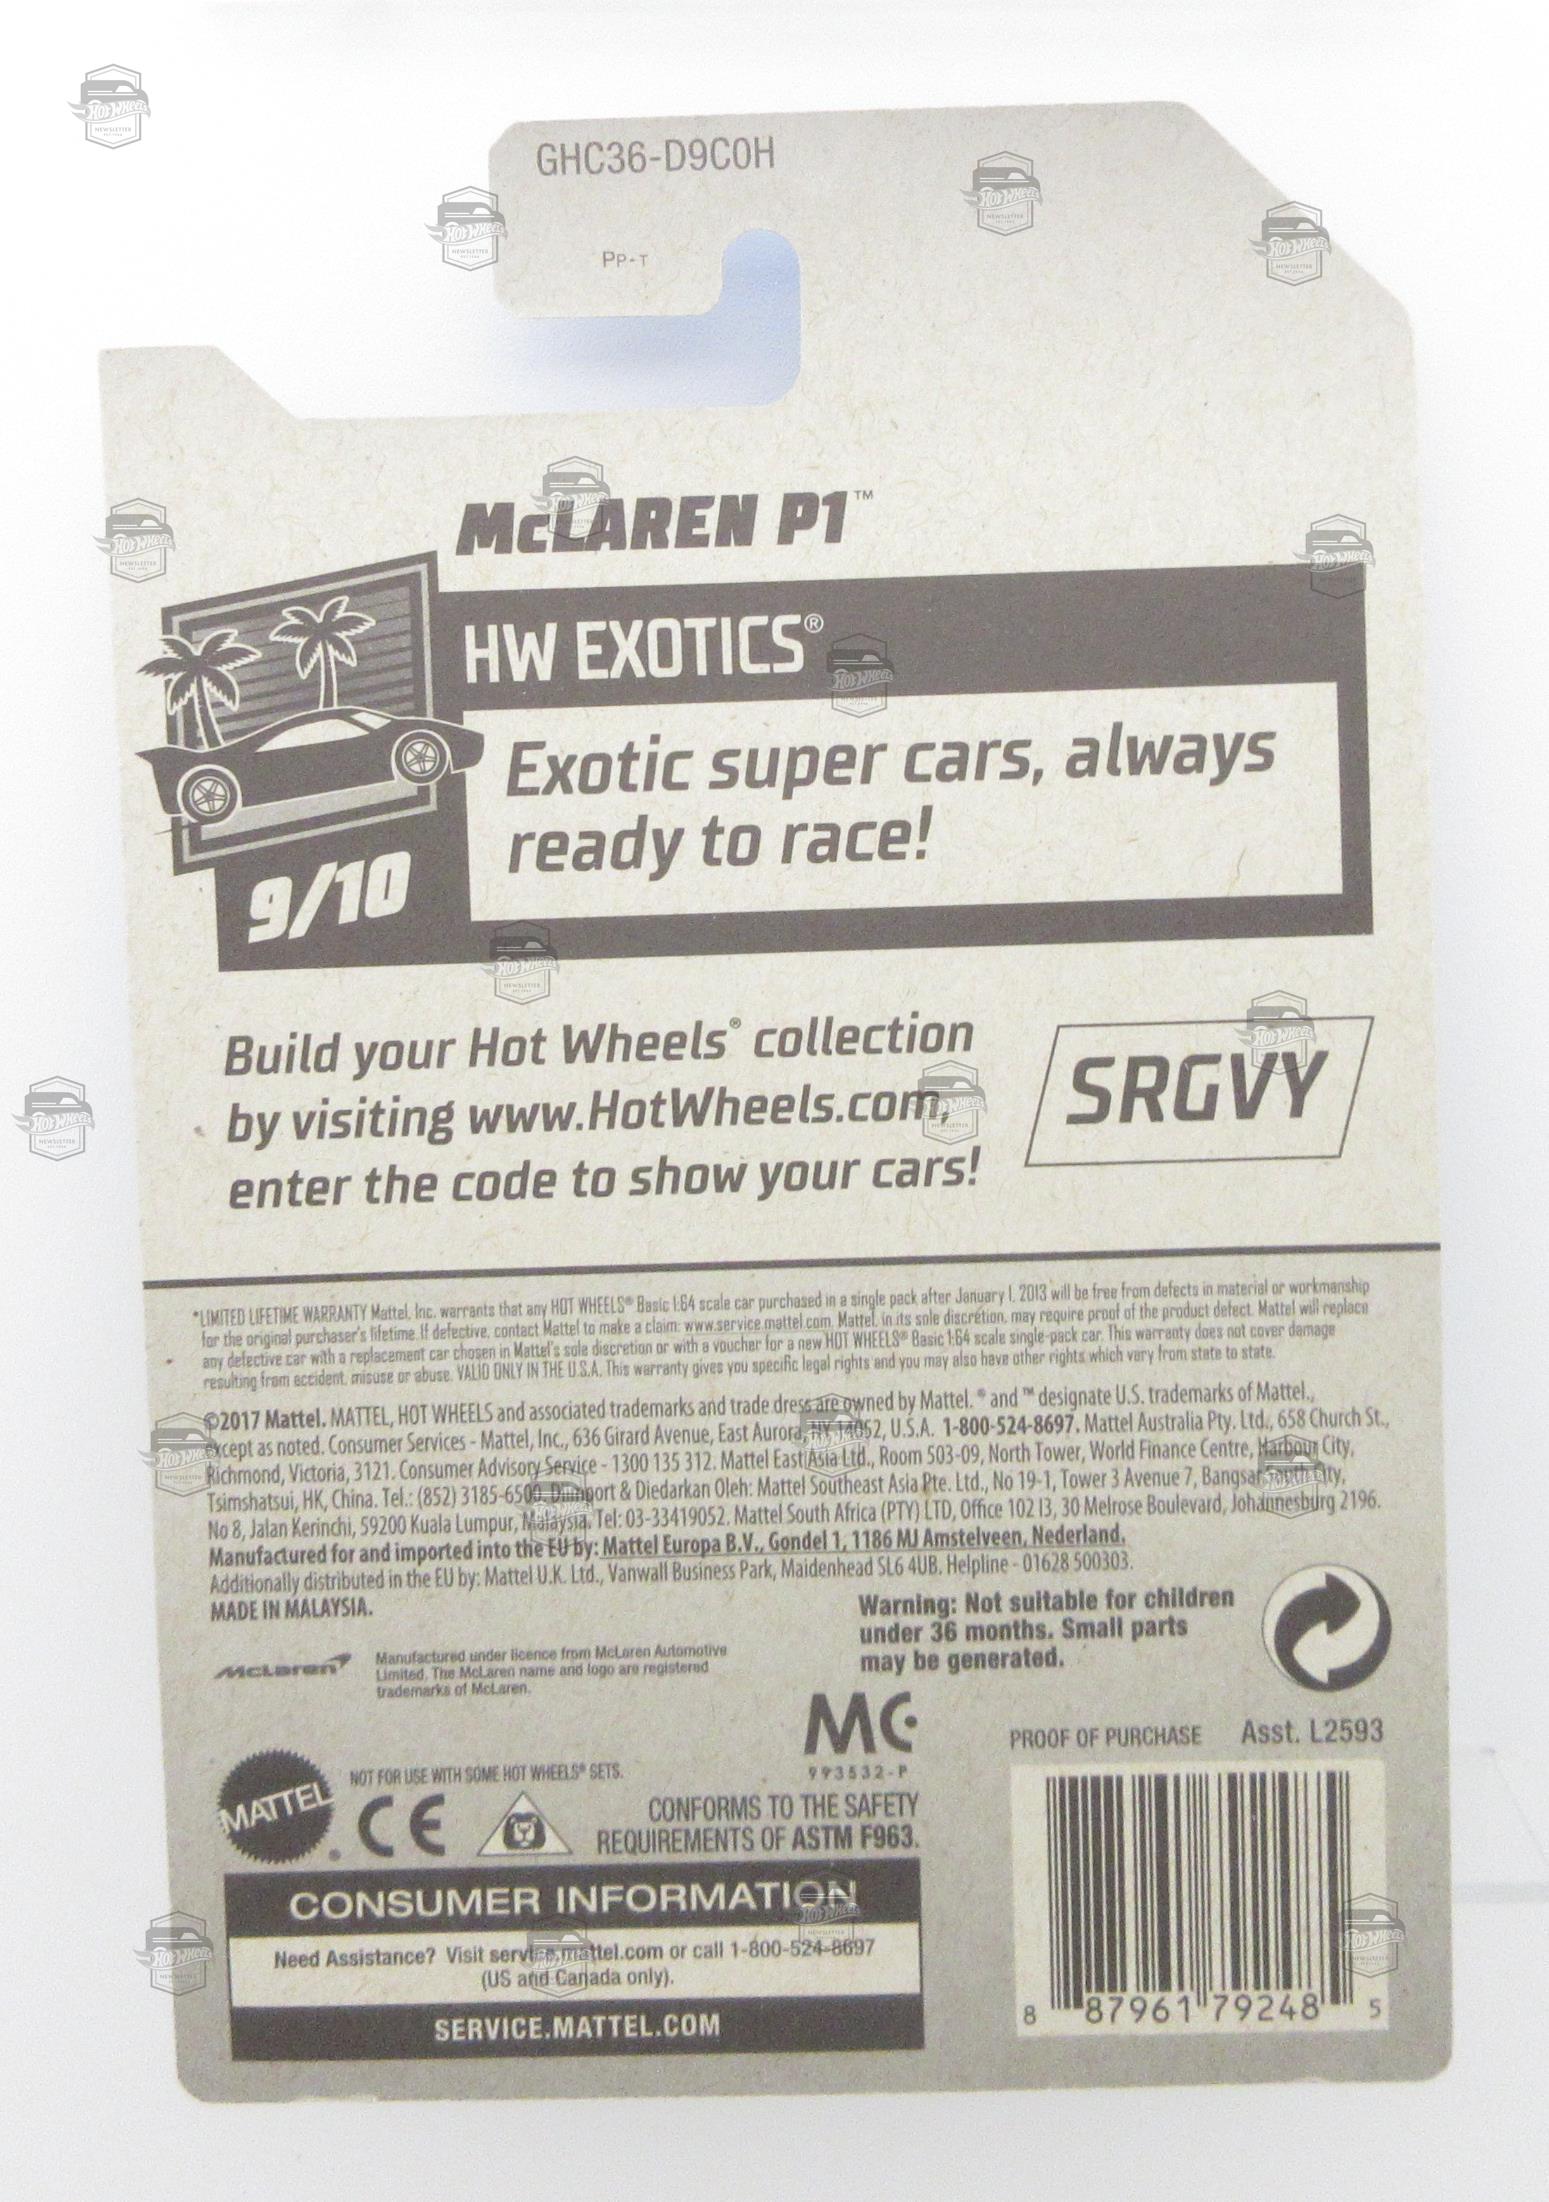 GHC36-D9C0H
PP-T
McLAREN P1™
HW EXOTICS®
Exotic super cars, always
ready to race!
9/10
Build your Hot Wheels® collection
by visiting www.HotWheels.com,
enter the code to show your cars!
SRGVY
*LIMITED LIFETIME WARRANTY Mattel, Inc. warrants that any HOT WHEELS® Basic 1:64 scale car purchased in a single pack after January 1, 2013 will be free from defects in material or workmanship
for the original purchaser's lifetime. If defective, contact Mattel to make a claim: www.service.mattel.com. Mattel, in its sole discretion, may require proof of the product defect. Mattel will replace
any defective car with a replacement car chosen in Mattel's sole discretion or with a voucher for a new HOT WHEELS® Basic 1:64 scale single-pack car. This warranty does not cover damage
resulting from accident, misuse or abuse. VALID ONLY IN THE U.S.A. This warranty gives you specific legal rights and you may also have other rights which vary from state to state.
©2017 Mattel. MATTEL, HOT WHEELS and associated trademarks and trade dress are owned by Mattel. ® and ™ designate U.S. trademarks of Mattel.,
except as noted. Consumer Services - Mattel, Inc., 636 Girard Avenue, East Aurora, NY 14052, U.S.A. 1-800-524-8697. Mattel Australia Pty. Ltd., 658 Church St.,
Richmond, Victoria, 3121. Consumer Advisory Service - 1300 135 312. Mattel East Asia Ltd., Room 503-09, North Tower, World Finance Centre, Harbour City,
Tsimshatsui, HK, China. Tel.: (852) 3185-6500. Diimport & Diedarkan Oleh: Mattel Southeast Asia Pte. Ltd., No 19-1, Tower 3 Avenue 7, Bangsar South City,
No 8, Jalan Kerinchi, 59200 Kuala Lumpur, Malaysia. Tel: 03-33419052. Mattel South Africa (PTY) LTD, Office 102 I3, 30 Melrose Boulevard, Johannesburg 2196.
Manufactured for and imported into the EU by: Mattel Europa B.V., Gondel 1, 1186 MJ Amstelveen, Nederland.
Additionally distributed in the EU by: Mattel U.K. Ltd., Vanwall Business Park, Maidenhead SL6 4UB. Helpline - 01628 500303.
MADE IN MALAYSIA.
Warning: Not suitable for children
under 36 months. Small parts
may be generated.
McLaren
Manufactured under licence from McLaren Automotive
Limited. The McLaren name and logo are registered
trademarks of McLaren.
MC
993532-P
PROOF OF PURCHASE Asst. L2593
MATTEL
NOT FOR USE WITH SOME HOT WHEELS® SETS.
CE
CONFORMS TO THE SAFETY
REQUIREMENTS OF ASTM F963.
CONSUMER INFORMATION
Need Assistance? Visit service.mattel.com or call 1-800-524-8697
(US and Canada only).
SERVICE.MATTEL.COM
8 87961 79248 5